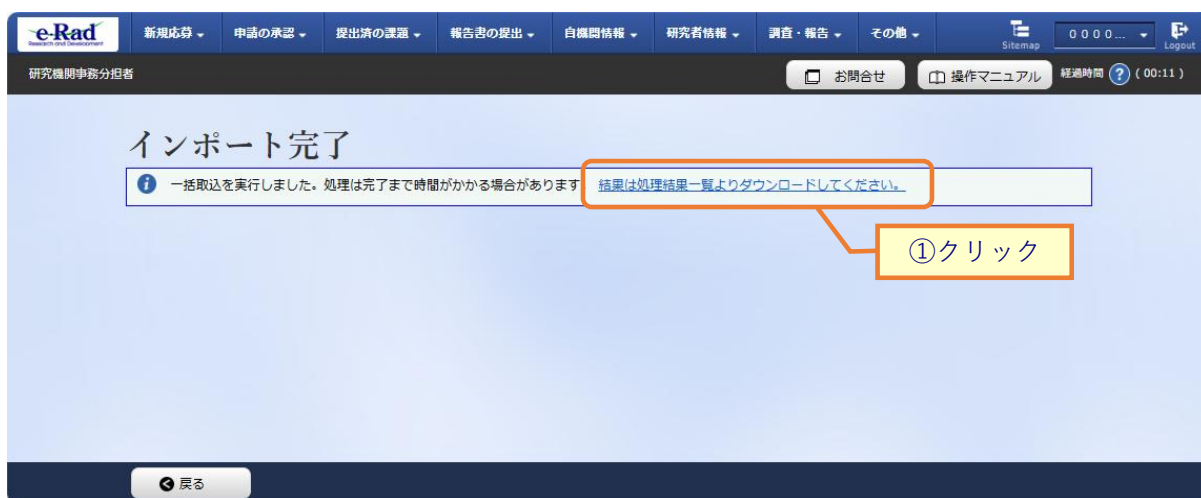 e-Rad
Research and Development
新規応募
申請の承認
提出済の課題
報告書の提出
自機関情報
研究者情報
調査・報告
その他
Sitemap
0000...
Logout
研究機関事務分担者
お問合せ
操作マニュアル
経過時間 ? ( 00:11 )
インポート完了
一括取込を実行しました。処理は完了まで時間がかかる場合があります 結果は処理結果一覧よりダウンロードしてください。
①クリック
戻る